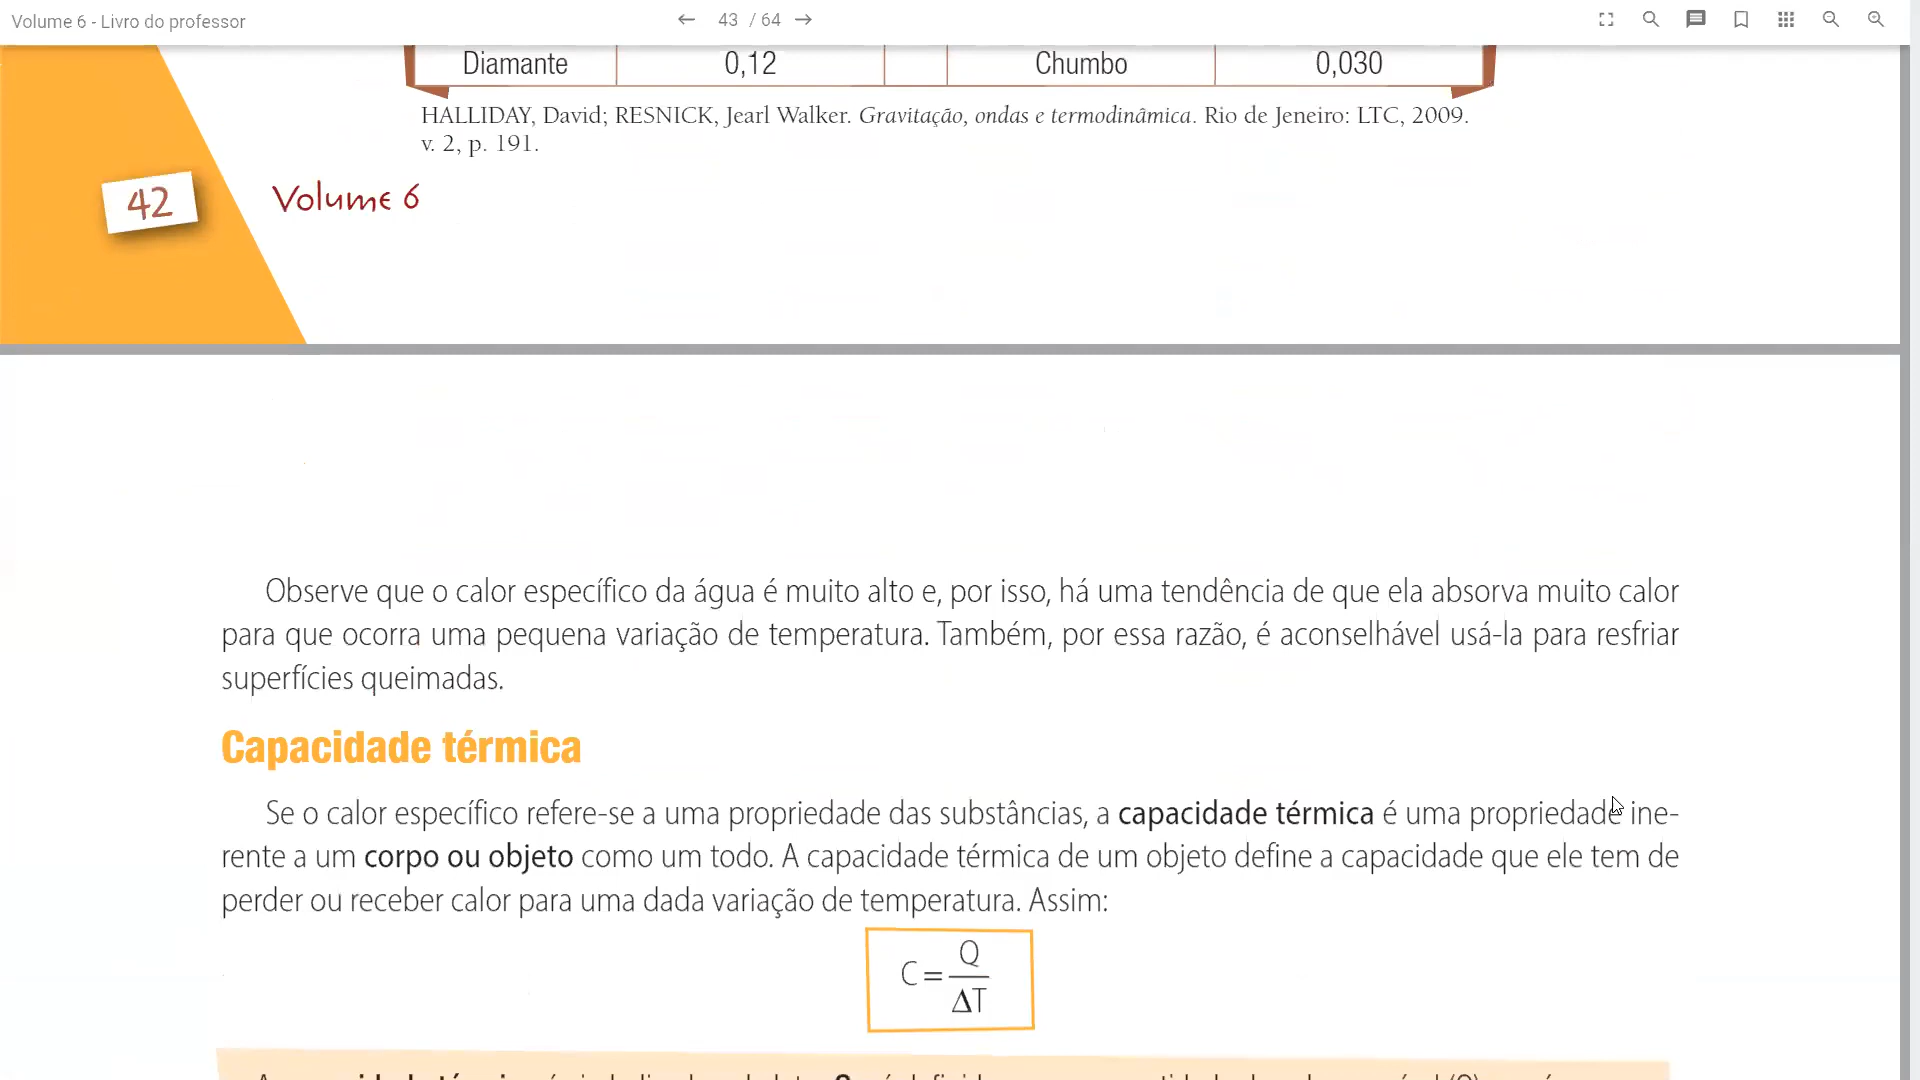 Volume 6 - Livro do professor
43 / 64
Diamante 0,12 Chumbo 0,030
HALLIDAY, David; RESNICK, Jearl Walker. Gravitação, ondas e termodinâmica. Rio de Jeneiro: LTC, 2009.
v. 2, p. 191.
42
Volume 6
Observe que o calor específico da água é muito alto e, por isso, há uma tendência de que ela absorva muito calor
para que ocorra uma pequena variação de temperatura. Também, por essa razão, é aconselhável usá-la para resfriar
superfícies queimadas.
Capacidade térmica
Se o calor específico refere-se a uma propriedade das substâncias, a capacidade térmica é uma propriedade ine-
rente a um corpo ou objeto como um todo. A capacidade térmica de um objeto define a capacidade que ele tem de
perder ou receber calor para uma dada variação de temperatura. Assim:
C = Q
ΔT